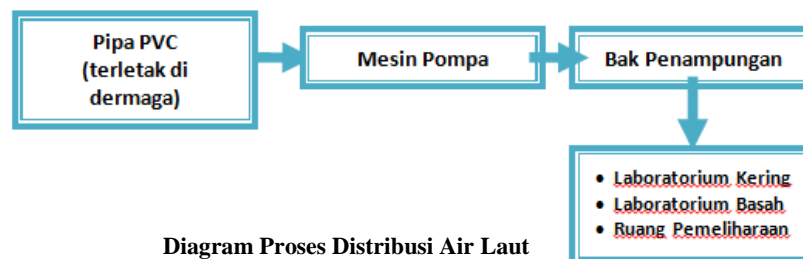 Pipa PVC
(terletak di
dermaga)
Mesin Pompa
Bak Penampungan
• Laboratorium Kering
• Laboratorium Basah
• Ruang Pemeliharaan
Diagram Proses Distribusi Air Laut